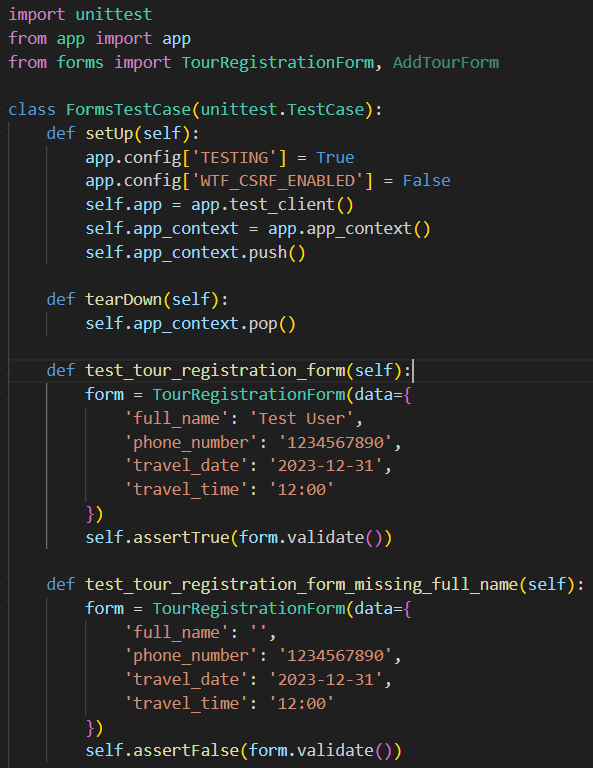 import unittest
from app import app
from forms import TourRegistrationForm, AddTourForm

class FormsTestCase(unittest.TestCase):
    def setUp(self):
        app.config['TESTING'] = True
        app.config['WTF_CSRF_ENABLED'] = False
        self.app = app.test_client()
        self.app_context = app.app_context()
        self.app_context.push()

    def tearDown(self):
        self.app_context.pop()

    def test_tour_registration_form(self):
        form = TourRegistrationForm(data={
            'full_name': 'Test User',
            'phone_number': '1234567890',
            'travel_date': '2023-12-31',
            'travel_time': '12:00'
        })
        self.assertTrue(form.validate())

    def test_tour_registration_form_missing_full_name(self):
        form = TourRegistrationForm(data={
            'full_name': '',
            'phone_number': '1234567890',
            'travel_date': '2023-12-31',
            'travel_time': '12:00'
        })
        self.assertFalse(form.validate())